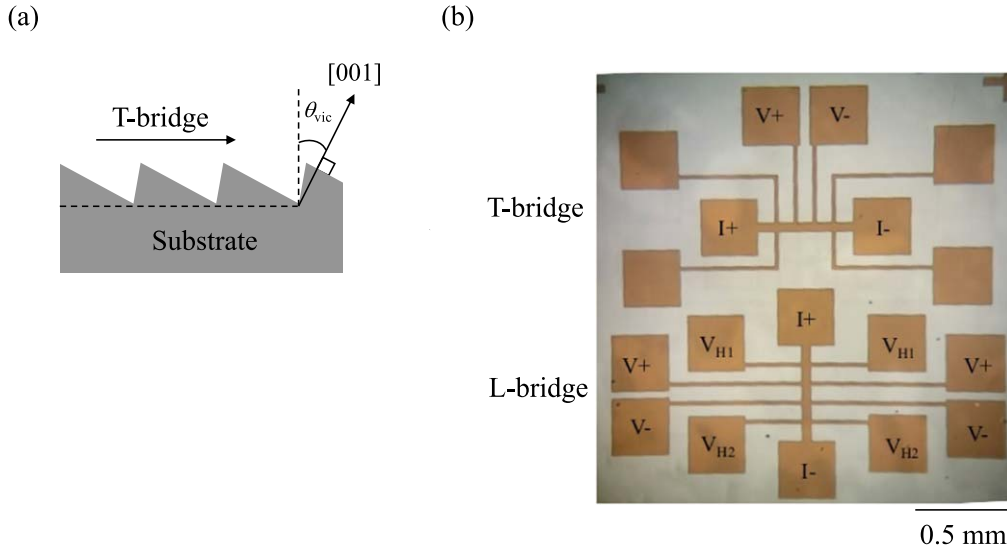 (a)
[001]
θvic
T-bridge
Substrate
(b)
V+ V-
T-bridge
I+ I-
I+
VH1 VH1
V+ V+
L-bridge
V- V-
VH2 VH2
I-
0.5 mm